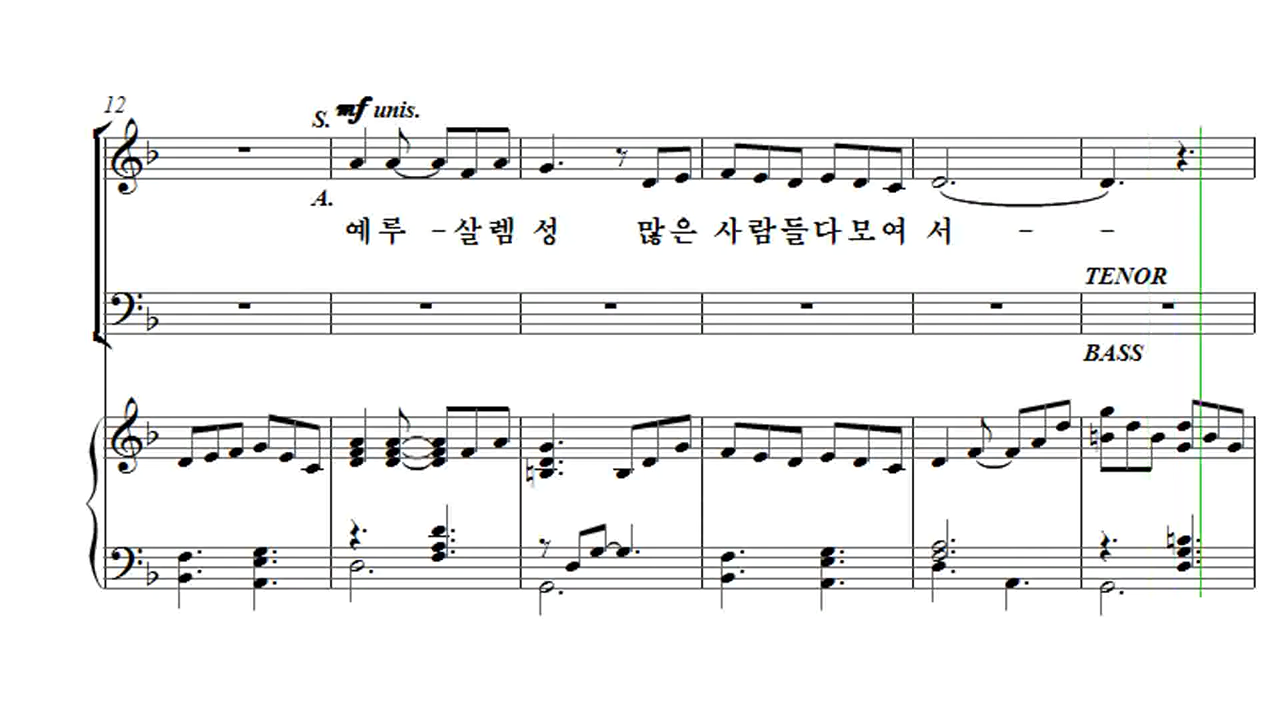 12
S. mf unis.
A.
예루 - 살렘 성 많은 사람들다모여 서 - -
TENOR
BASS